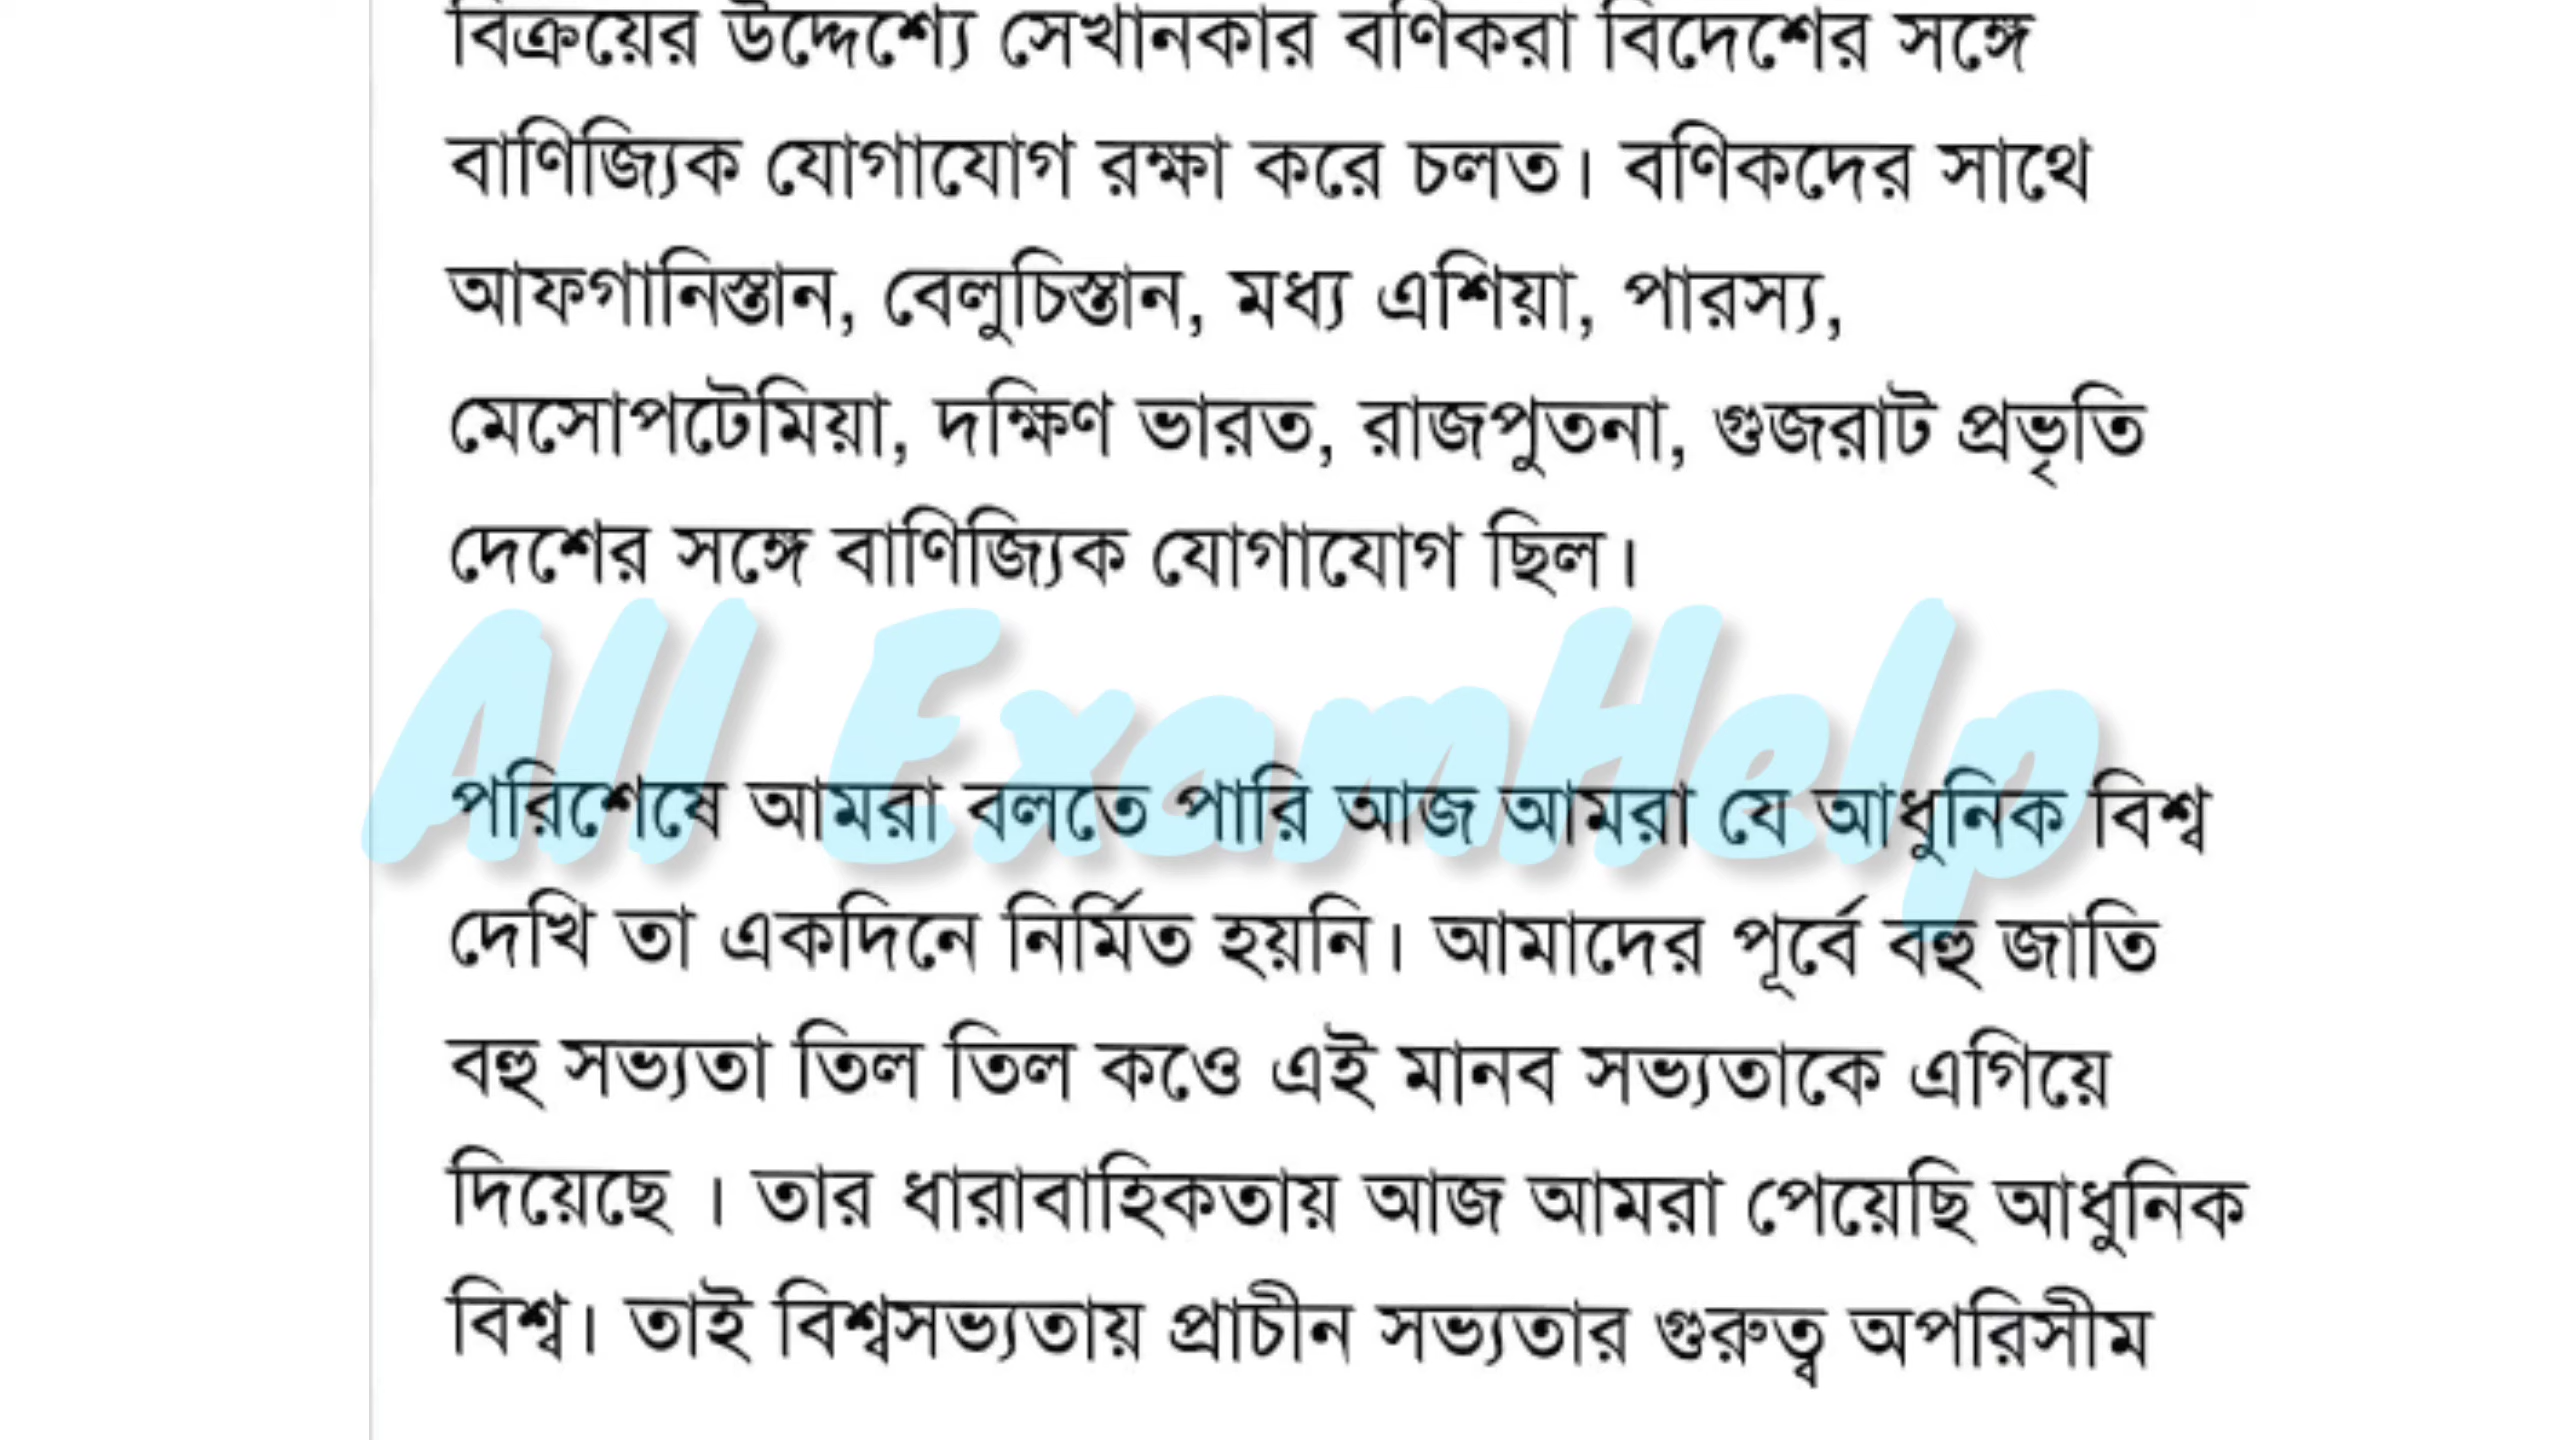 বিক্রয়ের উদ্দেশ্যে সেখানকার বণিকরা বিদেশের সঙ্গে
বাণিজ্যিক যোগাযোগ রক্ষা করে চলত। বণিকদের সাথে
আফগানিস্তান, বেলুচিস্তান, মধ্য এশিয়া, পারস্য,
মেসোপটেমিয়া, দক্ষিণ ভারত, রাজপুতনা, গুজরাট প্রভৃতি
দেশের সঙ্গে বাণিজ্যিক যোগাযোগ ছিল।
All ExamHelp
পরিশেষে আমরা বলতে পারি আজ আমরা যে আধুনিক বিশ্ব
দেখি তা একদিনে নির্মিত হয়নি। আমাদের পূর্বে বহু জাতি
বহু সভ্যতা তিল তিল কওে এই মানব সভ্যতাকে এগিয়ে
দিয়েছে । তার ধারাবাহিকতায় আজ আমরা পেয়েছি আধুনিক
বিশ্ব। তাই বিশ্বসভ্যতায় প্রাচীন সভ্যতার গুরুত্ব অপরিসীম